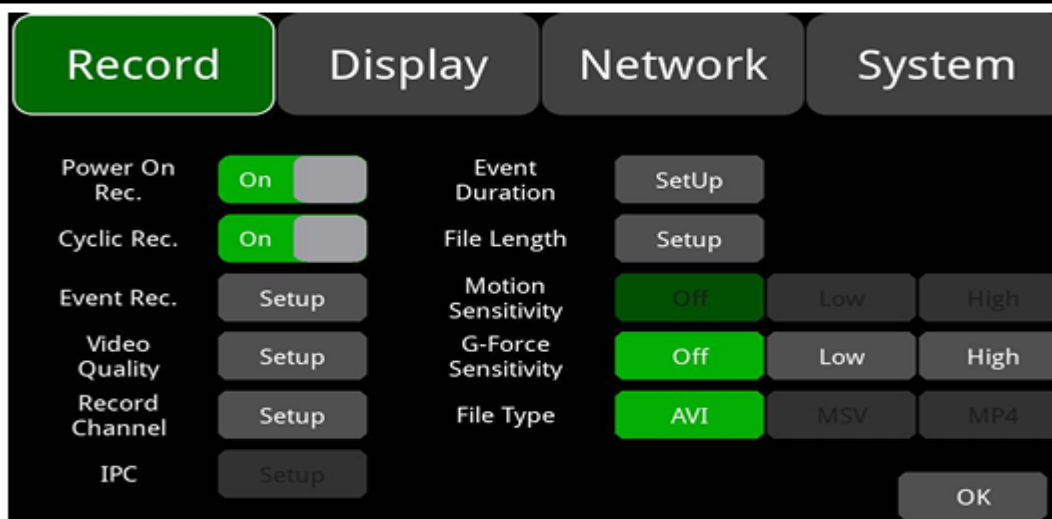 Record Display Network System
Power On
Rec.
On
Event
Duration
SetUp
Cyclic Rec. On File Length Setup
Event Rec. Setup
Motion
Sensitivity
Off Low High
Video
Quality
Setup
G-Force
Sensitivity
Off Low High
Record
Channel
Setup
File Type AVI MSV MP4
IPC Setup
OK